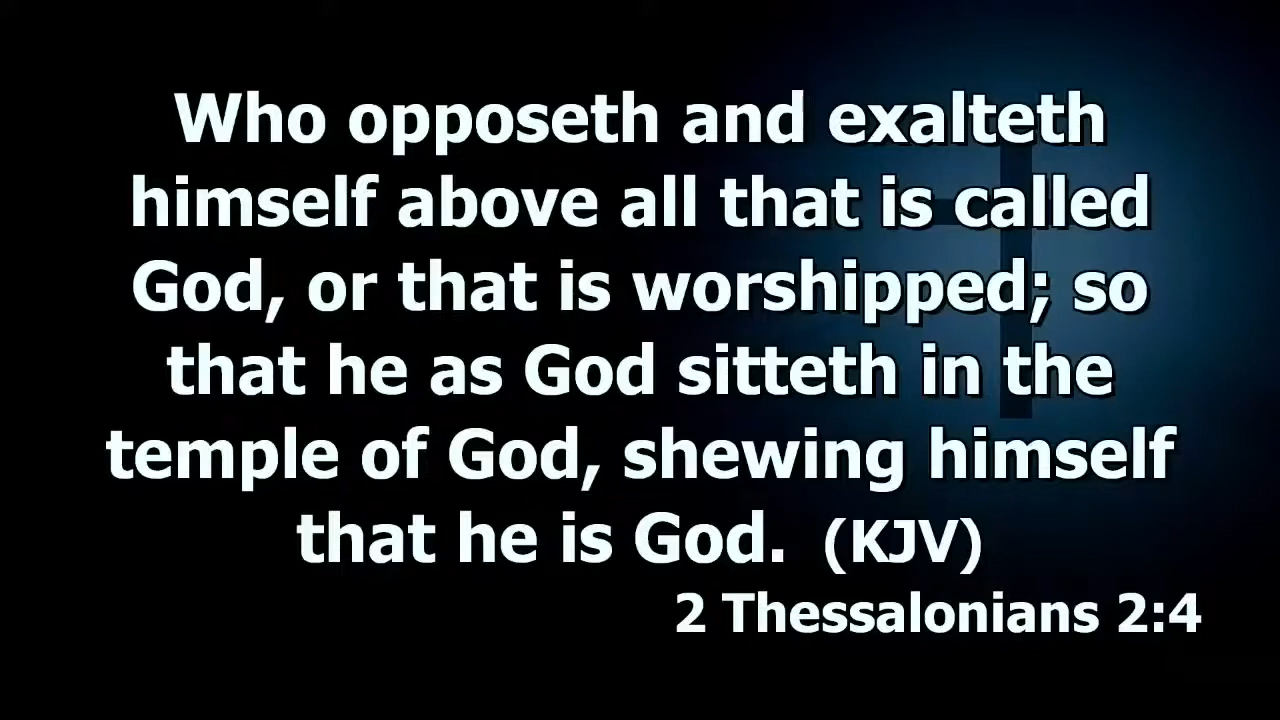 Who opposeth and exalteth
himself above all that is called
God, or that is worshipped; so
that he as God sitteth in the
temple of God, shewing himself
that he is God. (KJV)
2 Thessalonians 2:4